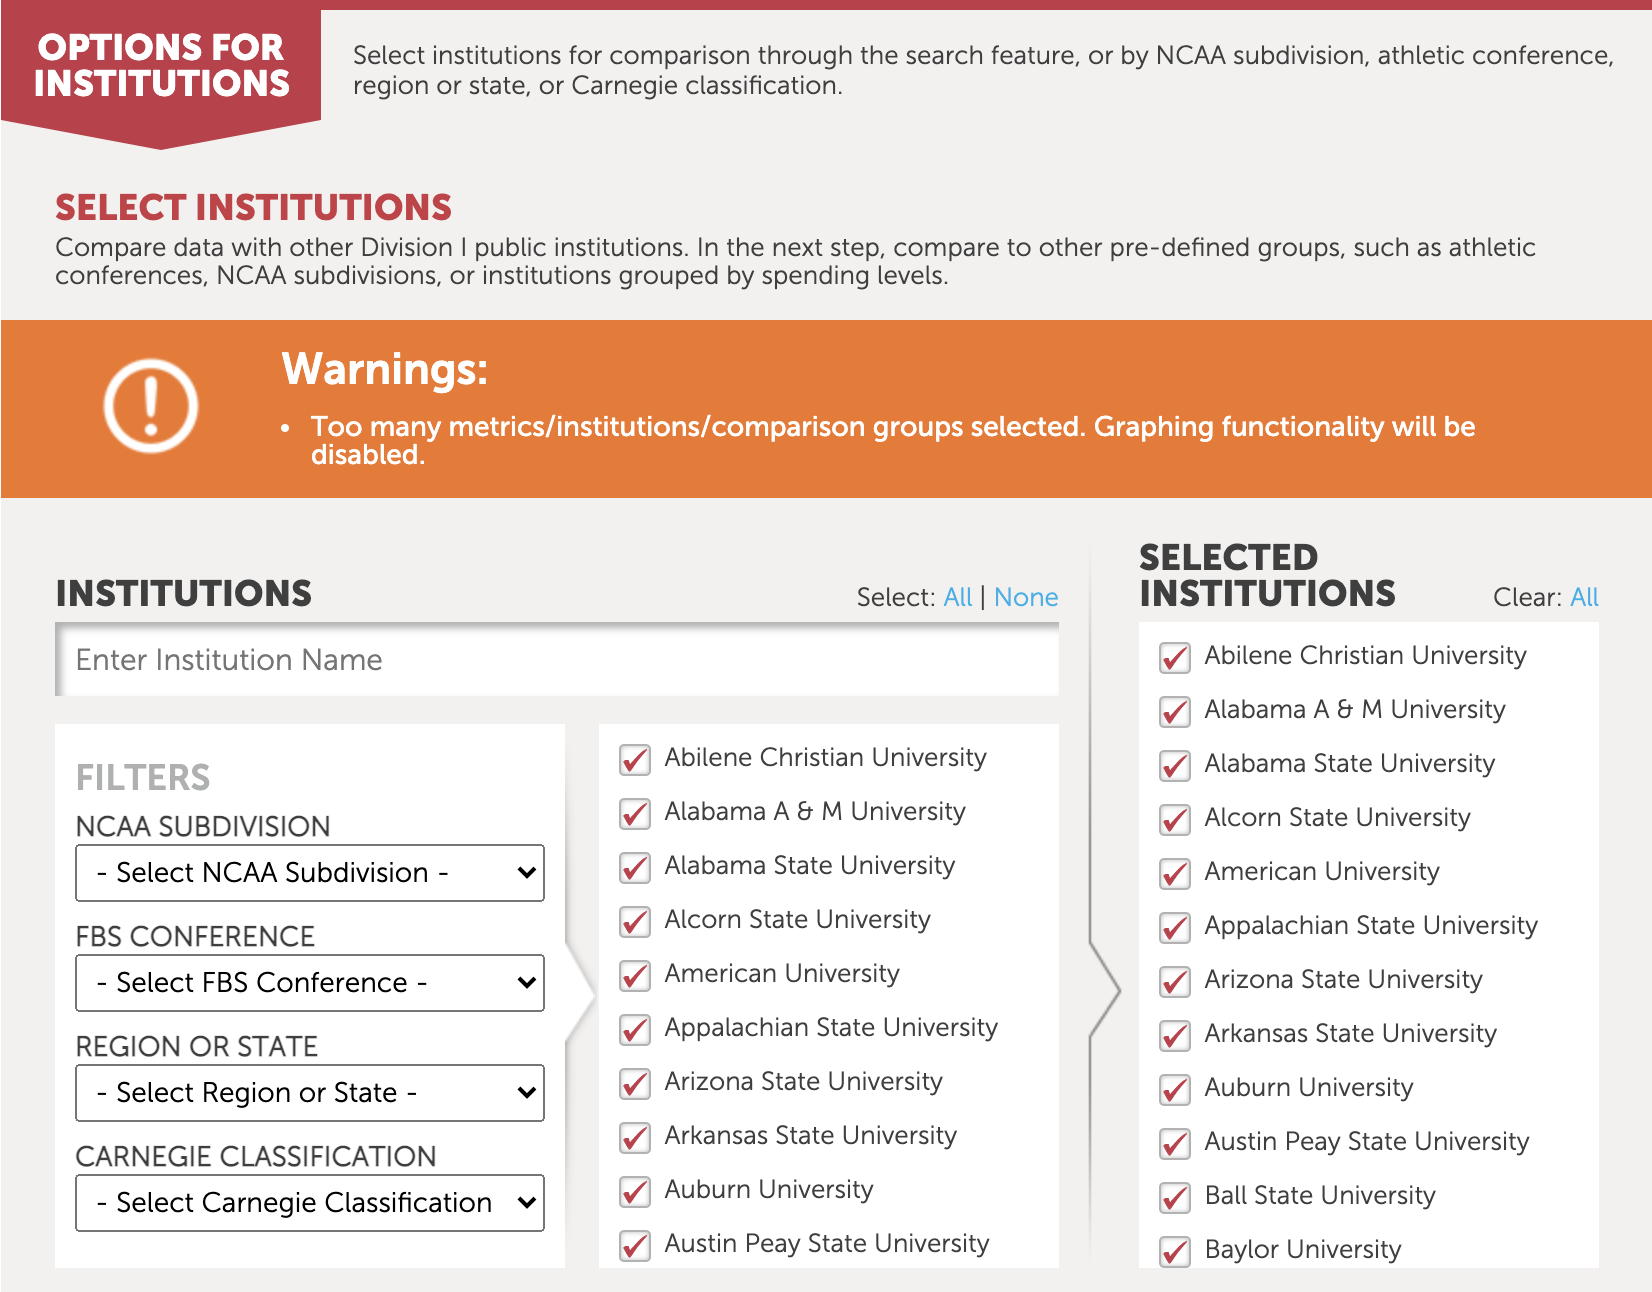 OPTIONS FOR
INSTITUTIONS
Select institutions for comparison through the search feature, or by NCAA subdivision, athletic conference,
region or state, or Carnegie classification.
SELECT INSTITUTIONS
Compare data with other Division I public institutions. In the next step, compare to other pre-defined groups, such as athletic
conferences, NCAA subdivisions, or institutions grouped by spending levels.
Warnings:
• Too many metrics/institutions/comparison groups selected. Graphing functionality will be
disabled.
INSTITUTIONS
Select: All | None
Enter Institution Name
FILTERS
NCAA SUBDIVISION
- Select NCAA Subdivision -
FBS CONFERENCE
- Select FBS Conference -
REGION OR STATE
- Select Region or State -
CARNEGIE CLASSIFICATION
- Select Carnegie Classification
Abilene Christian University
Alabama A & M University
Alabama State University
Alcorn State University
American University
Appalachian State University
Arizona State University
Arkansas State University
Auburn University
Austin Peay State University
SELECTED
INSTITUTIONS
Clear: All
Abilene Christian University
Alabama A & M University
Alabama State University
Alcorn State University
American University
Appalachian State University
Arizona State University
Arkansas State University
Auburn University
Austin Peay State University
Ball State University
Baylor University